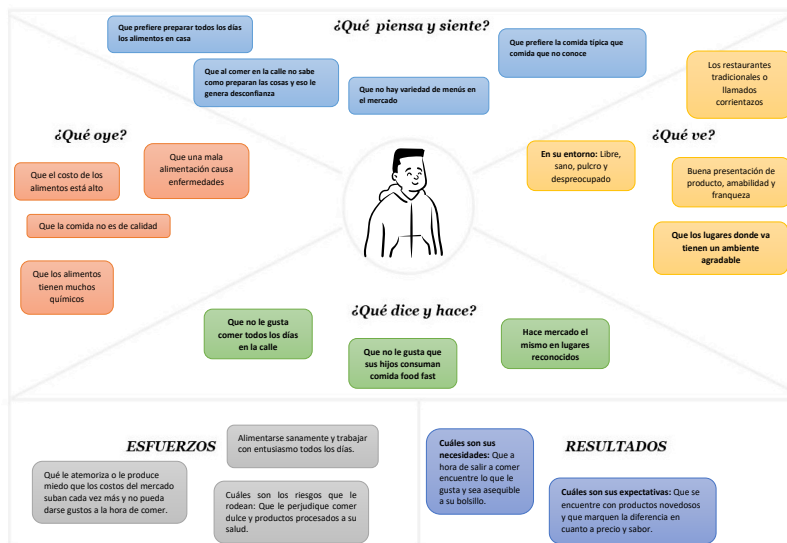 ¿Qué piensa y siente?
Que prefiere preparar todos los días
los alimentos en casa
Que al comer en la calle no sabe
como preparan las cosas y eso le
genera desconfianza
Que no hay variedad de menús en
el mercado
Que prefiere la comida típica que
comida que no conoce
¿Qué oye?
Que una mala
alimentación causa
enfermedades
Que el costo de los
alimentos está alto
Que la comida no es de calidad
Que los alimentos
tienen muchos
químicos
¿Qué ve?
Los restaurantes
tradicionales o
llamados
corrientazos
En su entorno: Libre,
sano, pulcro y
despreocupado
Buena presentación de
producto, amabilidad y
franqueza
Que los lugares donde va
tienen un ambiente
agradable
¿Qué dice y hace?
Que no le gusta
comer todos los días
en la calle
Que no le gusta que
sus hijos consuman
comida food fast
Hace mercado el
mismo en lugares
reconocidos
ESFUERZOS
Alimentarse sanamente y trabajar
con entusiasmo todos los días.
Qué le atemoriza o le produce
miedo que los costos del mercado
suban cada vez más y no pueda
darse gustos a la hora de comer.
Cuáles son los riesgos que le
rodean: Que le perjudique comer
dulce y productos procesados a su
salud.
RESULTADOS
Cuáles son sus
necesidades: Que a
hora de salir a comer
encuentre lo que le
gusta y sea asequible
a su bolsillo.
Cuáles son sus expectativas: Que se
encuentre con productos novedosos
y que marquen la diferencia en
cuanto a precio y sabor.